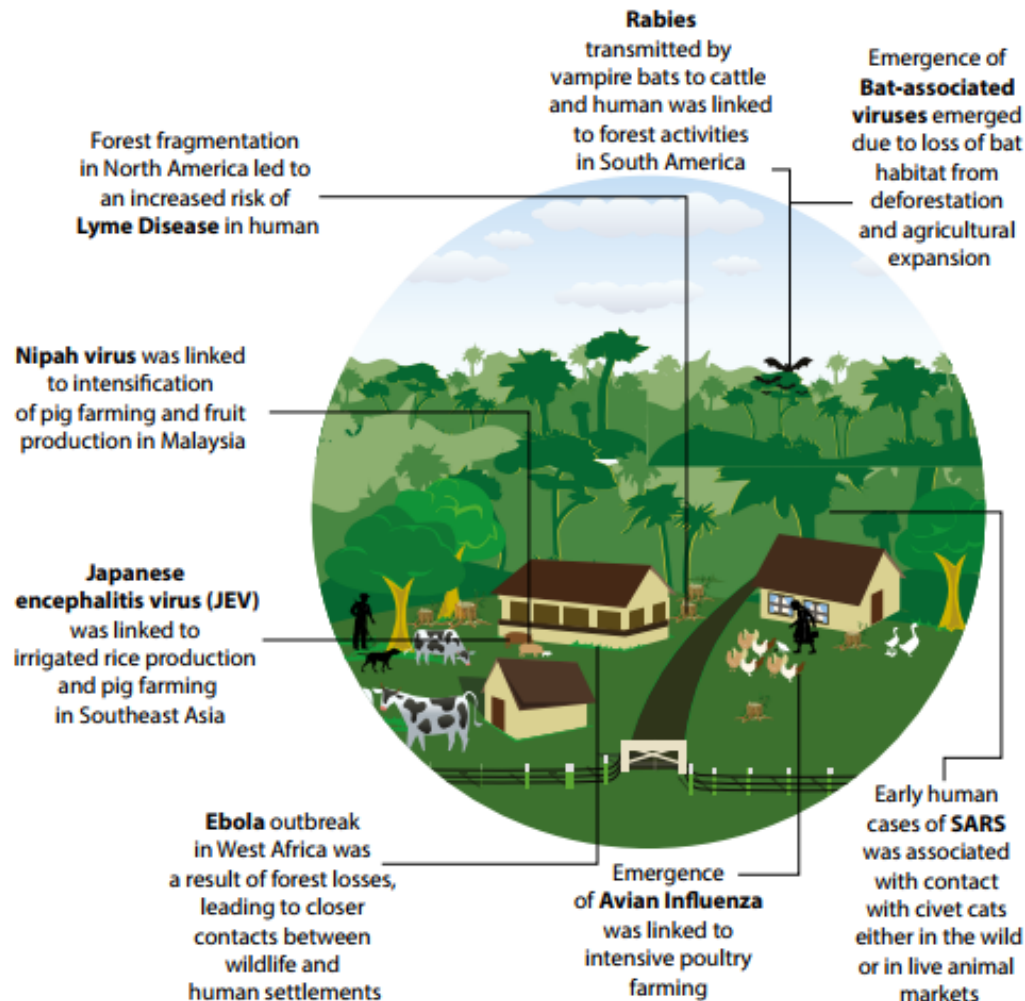 Rabies
transmitted by
vampire bats to cattle
and human was linked
to forest activities
in South America
Emergence of
Bat-associated
viruses emerged
due to loss of bat
habitat from
deforestation
and agricultural
expansion
Forest fragmentation
in North America led to
an increased risk of
Lyme Disease in human
Nipah virus was linked
to intensification
of pig farming and fruit
production in Malaysia
Japanese
encephalitis virus (JEV)
was linked to
irrigated rice production
and pig farming
in Southeast Asia
Ebola outbreak
in West Africa was
a result of forest losses,
leading to closer
contacts between
wildlife and
human settlements
Emergence
of Avian Influenza
was linked to
intensive poultry
farming
Early human
cases of SARS
was associated
with contact
with civet cats
either in the wild
or in live animal
markets